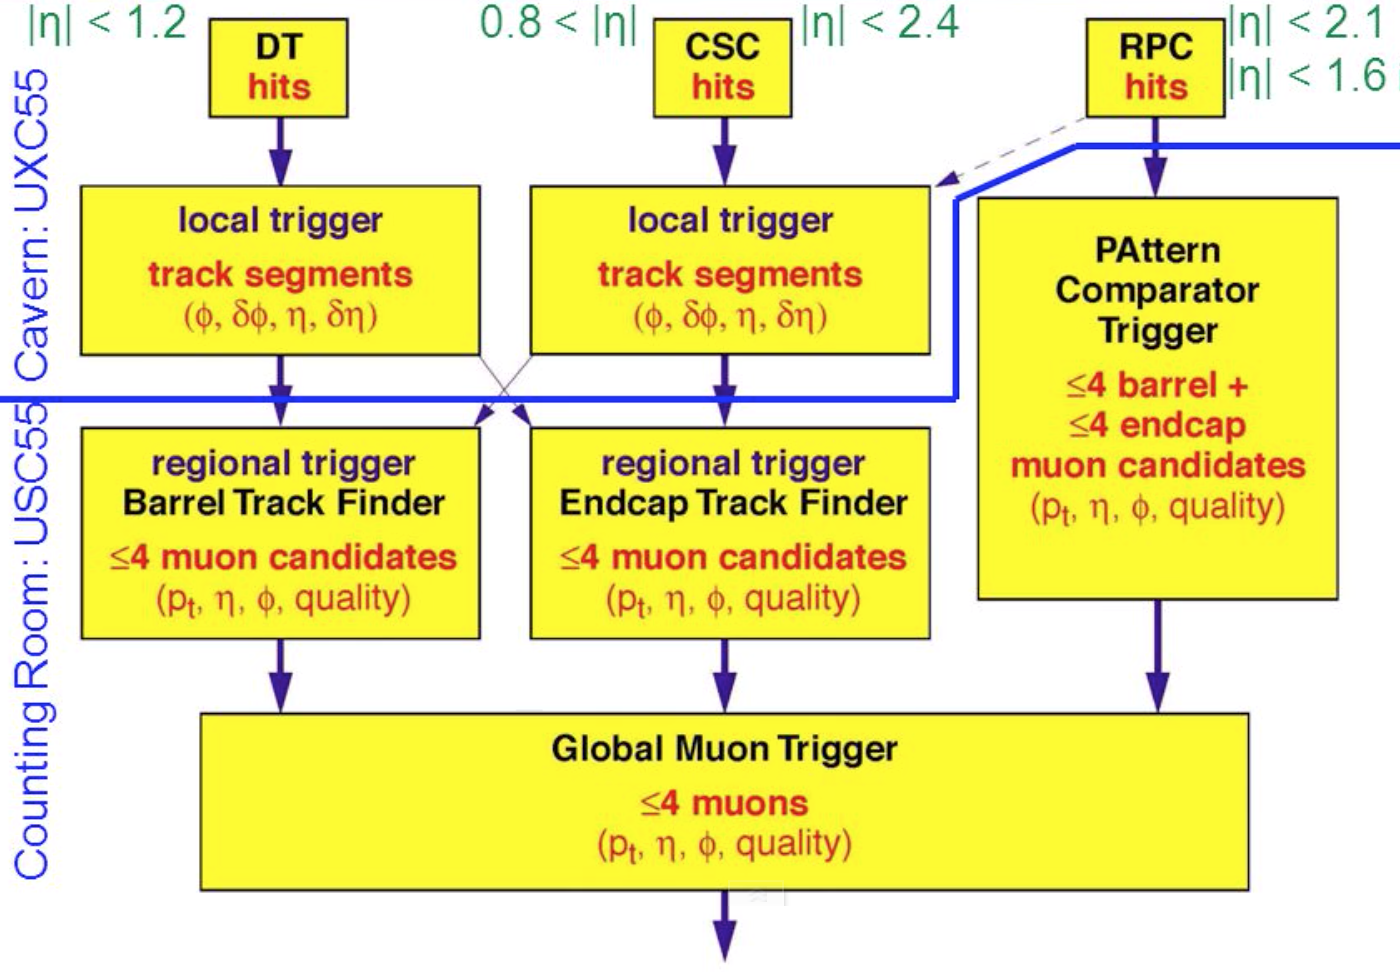 |η| < 1.2
DT
hits
0.8 < |η|
CSC
hits
|η| < 2.4
RPC
hits
|η| < 2.1
|η| < 1.6
Cavern: UXC55
local trigger
track segments
(ϕ, δϕ, η, δη)
local trigger
track segments
(ϕ, δϕ, η, δη)
PAttern
Comparator
Trigger
≤4 barrel +
≤4 endcap
muon candidates
(pt, η, ϕ, quality)
Counting Room: USC55
regional trigger
Barrel Track Finder
≤4 muon candidates
(pt, η, ϕ, quality)
regional trigger
Endcap Track Finder
≤4 muon candidates
(pt, η, ϕ, quality)
Global Muon Trigger
≤4 muons
(pt, η, ϕ, quality)